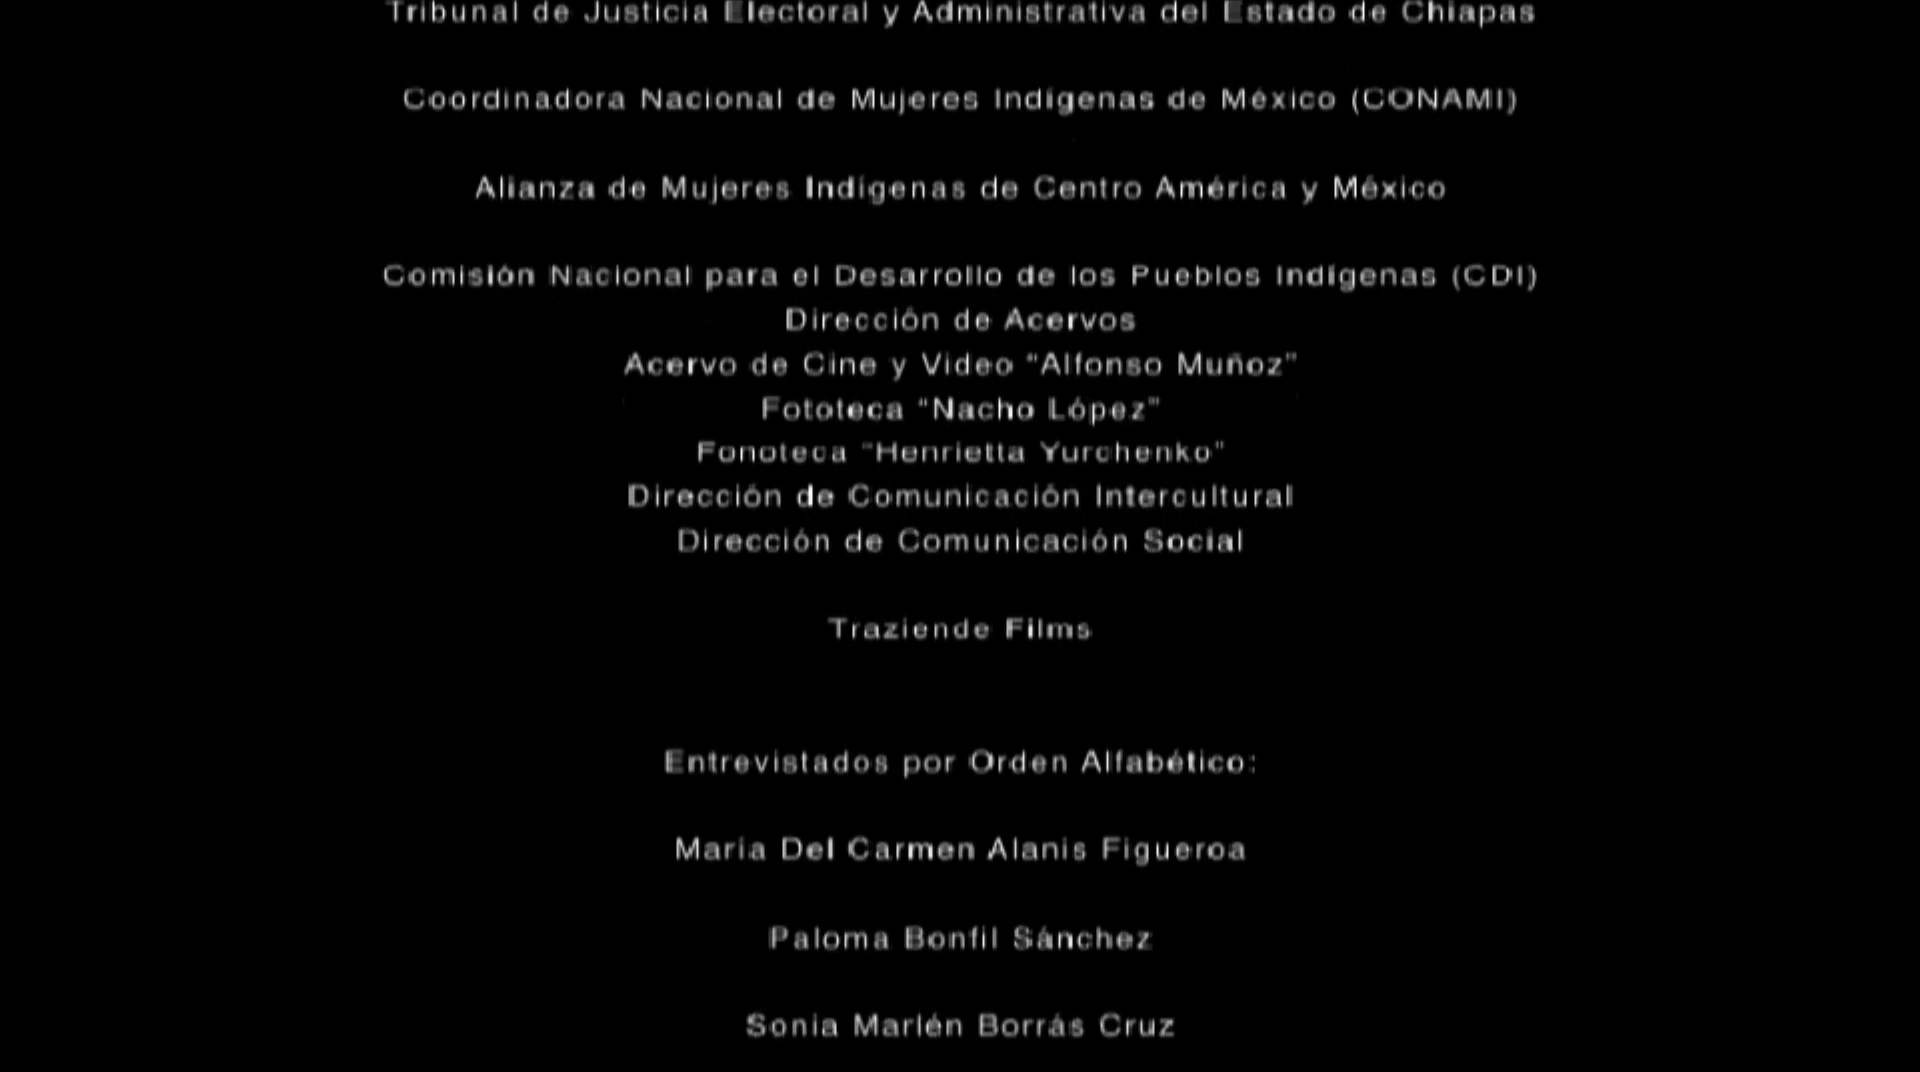 Tribunal de Justicia Electoral y Administrativa del Estado de Chiapas
Coordinadora Nacional de Mujeres Indígenas de México (CONAMI)
Alianza de Mujeres Indígenas de Centro América y México
Comisión Nacional para el Desarrollo de los Pueblos Indígenas (CDI)
Dirección de Acervos
Acervo de Cine y Video "Alfonso Muñoz"
Fototeca "Nacho López"
Fonoteca "Henrietta Yurchenko"
Dirección de Comunicación Intercultural
Dirección de Comunicación Social
Traziende Films
Entrevistados por Orden Alfabético:
María Del Carmen Alanis Figueroa
Paloma Bonfil Sánchez
Sonia Marlén Borrás Cruz